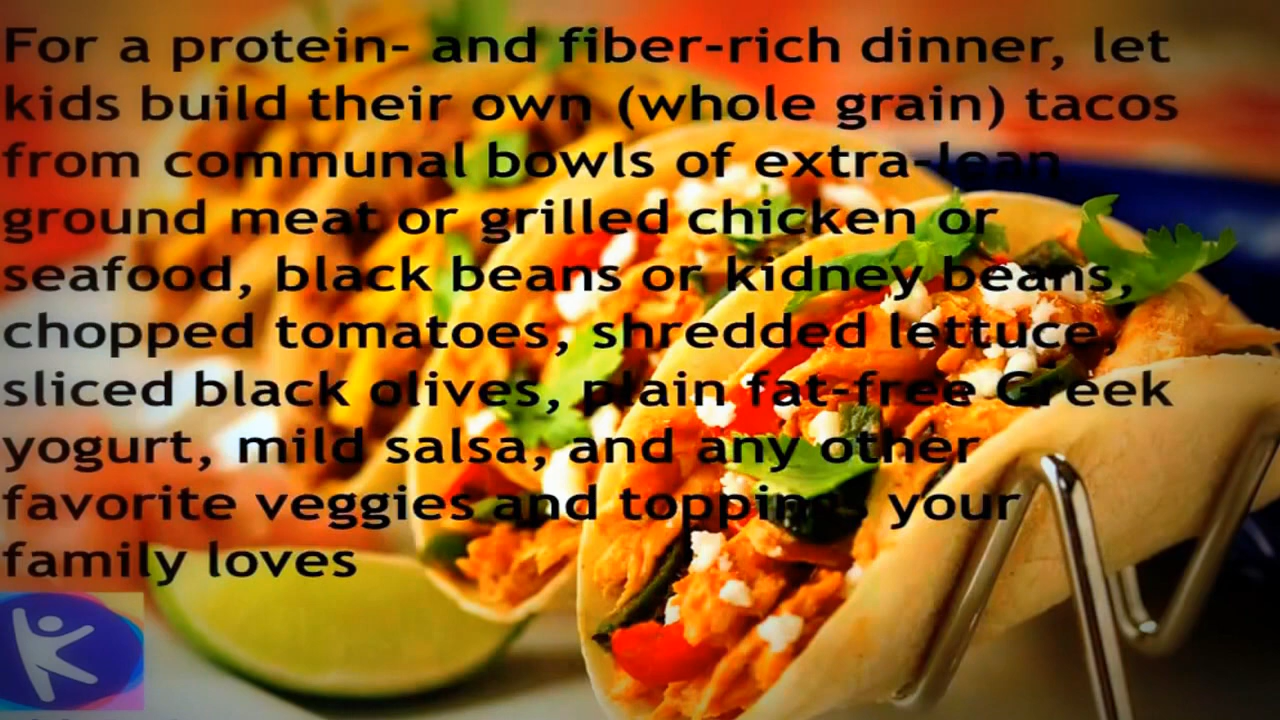 For a protein- and fiber-rich dinner, let
kids build their own (whole grain) tacos
from communal bowls of extra-lean
ground meat or grilled chicken or
seafood, black beans or kidney beans,
chopped tomatoes, shredded lettuce,
sliced black olives, plain fat-free Greek
yogurt, mild salsa, and any other
favorite veggies and toppings your
family loves